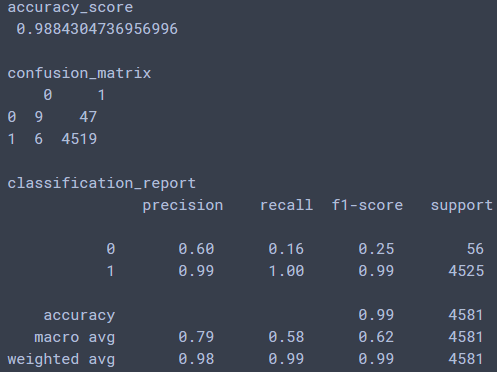 accuracy_score
0.9884304736956996
confusion_matrix
0 1
0 9 47
1 6 4519
classification_report
precision recall f1-score support
0 0.60 0.16 0.25 56
1 0.99 1.00 0.99 4525
accuracy 0.99 4581
macro avg 0.79 0.58 0.62 4581
weighted avg 0.98 0.99 0.99 4581